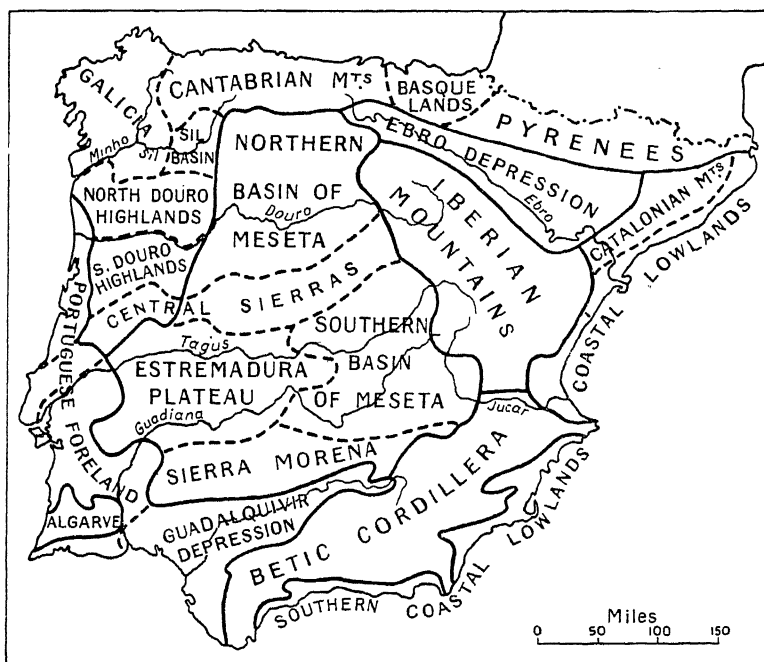 GALICIA
CANTABRIAN Mts.
BASQUE
LANDS
PYRENEES
Minho
Sil
SIL
BASIN
NORTHERN
BASIN OF
MESETA
Douro
EBRO DEPRESSION
Ebro
CATALONIAN Mts
NORTH DOURO
HIGHLANDS
S. DOURO
HIGHLANDS
IBERIAN
MOUNTAINS
CENTRAL SIERRAS
COASTAL LOWLANDS
PORTUGUESE FORELAND
Tagus
SOUTHERN
BASIN
OF MESETA
ESTREMADURA
PLATEAU
Guadiana
Jucar
SIERRA MORENA
ALGARVE
GUADALQUIVIR
DEPRESSION
BETIC CORDILLERA
SOUTHERN COASTAL LOWLANDS
Miles
0 50 100 150